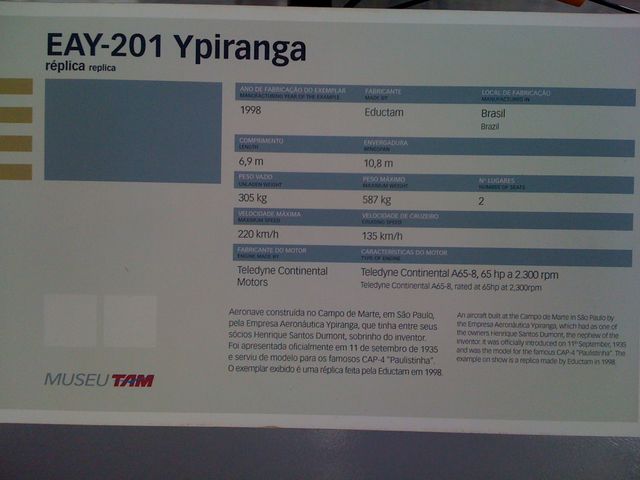 EAY-201 Ypiranga
réplica replica
ANO DE FABRICAÇÃO DO EXEMPLAR FABRICANTE LOCAL DE FABRICAÇÃO
MANUFACTURING YEAR OF THE EXAMPLE MADE BY MANUFACTURED IN
1998 Eductam Brasil
Brazil
COMPRIMENTO ENVERGADURA
LENGTH WINGSPAN
6,9 m 10,8 m
PESO VAZIO PESO MÁXIMO Nº LUGARES
UNLADEN WEIGHT MAXIMUM WEIGHT NUMBER OF SEATS
305 kg 587 kg 2
VELOCIDADE MÁXIMA VELOCIDADE DE CRUZEIRO
MAXIMUM SPEED CRUISING SPEED
220 km/h 135 km/h
FABRICANTE DO MOTOR CARACTERÍSTICAS DO MOTOR
ENGINE MADE BY TYPE OF ENGINE
Teledyne Continental Teledyne Continental A65-8, 65 hp a 2.300 rpm
Motors Teledyne Continental A65-8, rated at 65hp at 2,300rpm
Aeronave construída no Campo de Marte, em São Paulo,
pela Empresa Aeronáutica Ypiranga, que tinha entre seus
sócios Henrique Santos Dumont, sobrinho do inventor.
Foi apresentada oficialmente em 11 de setembro de 1935
e serviu de modelo para os famosos CAP-4 "Paulistinha".
O exemplar exibido é uma réplica feita pela Eductam em 1998.
An aircraft built at the Campo de Marte in São Paulo by
the Empresa Aeronáutica Ypiranga, which had as one of
the owners Henrique Santos Dumont, the nephew of the
inventor. It was officially introduced on 11th September, 1935
and was the model for the famous CAP-4 "Paulistinha". The
example on show is a replica made by Eductam in 1998.
MUSEU TAM